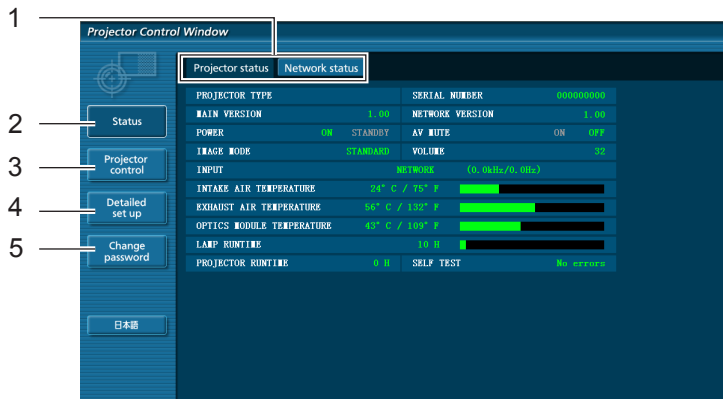 1
Projector Control Window
Projector status Network status
PROJECTOR TYPE SERIAL NUMBER 000000000
2 Status MAIN VERSION 1.00 NETWORK VERSION 1.00
POWER ON STANDBY AV MUTE ON OFF
IMAGE MODE STANDARD VOLUME 32
3 Projector control
INPUT NETWORK (0.0kHz/0.0Hz)
INTAKE AIR TEMPERATURE 24° C / 75° F
4 Detailed set up
EXHAUST AIR TEMPERATURE 56° C / 132° F
OPTICS MODULE TEMPERATURE 43° C / 109° F
5 Change password
LAMP RUNTIME 10 H
PROJECTOR RUNTIME 0 H SELF TEST No errors
日本語